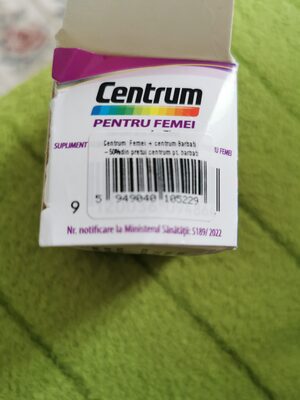 Centrum
PENTRU FEMEI
SUPLIMENT
Centrum Femei + centrum Barbati
-50% din pretul centrum pt. barbati
FEMEI
9
5 949040 105229
Nr. notificare la Ministerul Sănătății: 5189/2022